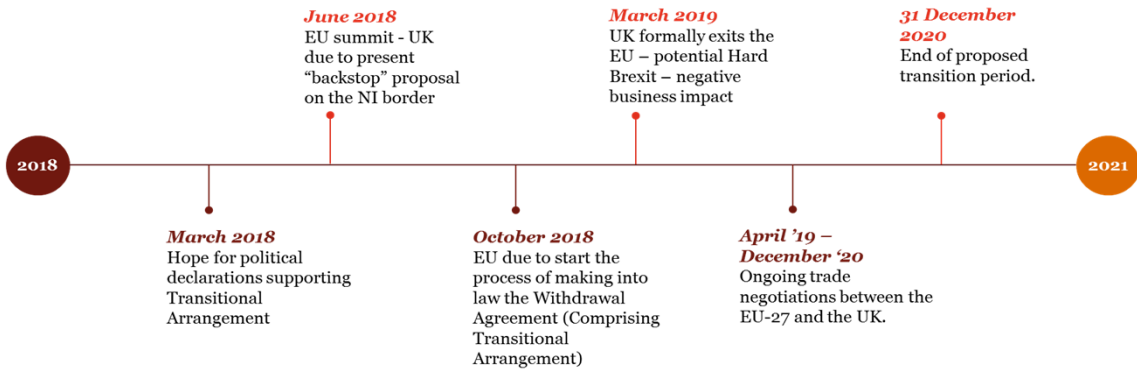 June 2018
EU summit - UK
due to present
“backstop” proposal
on the NI border
March 2019
UK formally exits the
EU – potential Hard
Brexit – negative
business impact
31 December
2020
End of proposed
transition period.
2018
2021
March 2018
Hope for political
declarations supporting
Transitional
Arrangement
October 2018
EU due to start the
process of making into
law the Withdrawal
Agreement (Comprising
Transitional
Arrangement)
April ’19 –
December ‘20
Ongoing trade
negotiations between the
EU-27 and the UK.